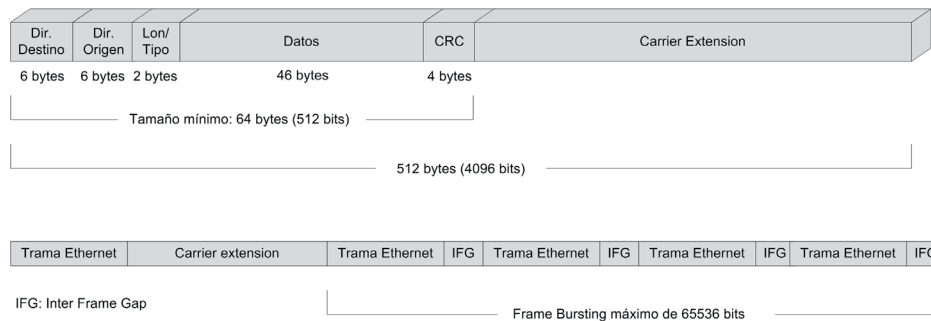 Dir. Destino
Dir. Origen
Lon/ Tipo
Datos
CRC
Carrier Extension
6 bytes
6 bytes
2 bytes
46 bytes
4 bytes
Tamaño mínimo: 64 bytes (512 bits)
512 bytes (4096 bits)
Trama Ethernet
Carrier extension
Trama Ethernet
IFG
Trama Ethernet
IFG
Trama Ethernet
IFG
Trama Ethernet
IFG
IFG: Inter Frame Gap
Frame Bursting máximo de 65536 bits